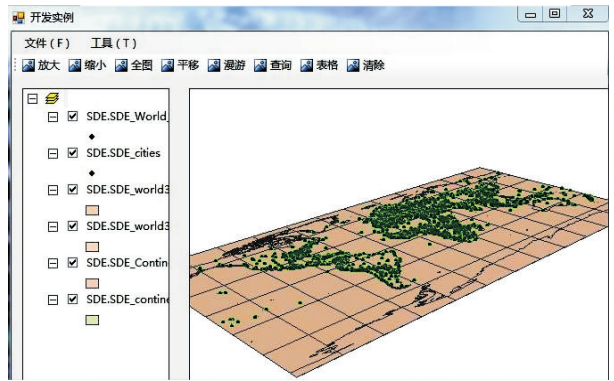 开发实例
文件(F) 工具(T)
放大 缩小 全图 平移 漫游 查询 表格 清除
SDE.SDE_World_
SDE.SDE_cities
SDE.SDE_world3
SDE.SDE_world3
SDE.SDE_Contin
SDE.SDE_contine